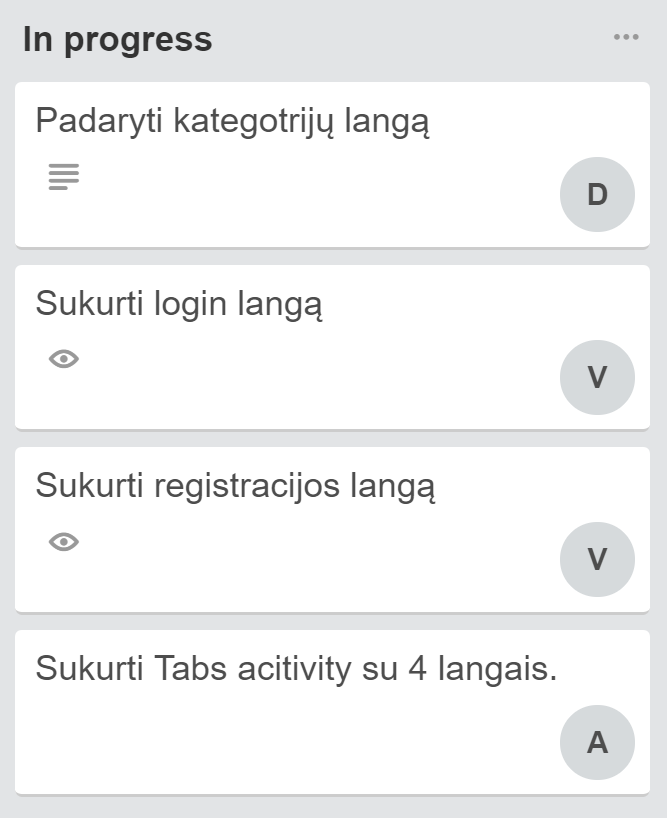 In progress
Padaryti kategotrijų langą
D
Sukurti login langą
V
Sukurti registracijos langą
V
Sukurti Tabs acitivity su 4 langais.
A